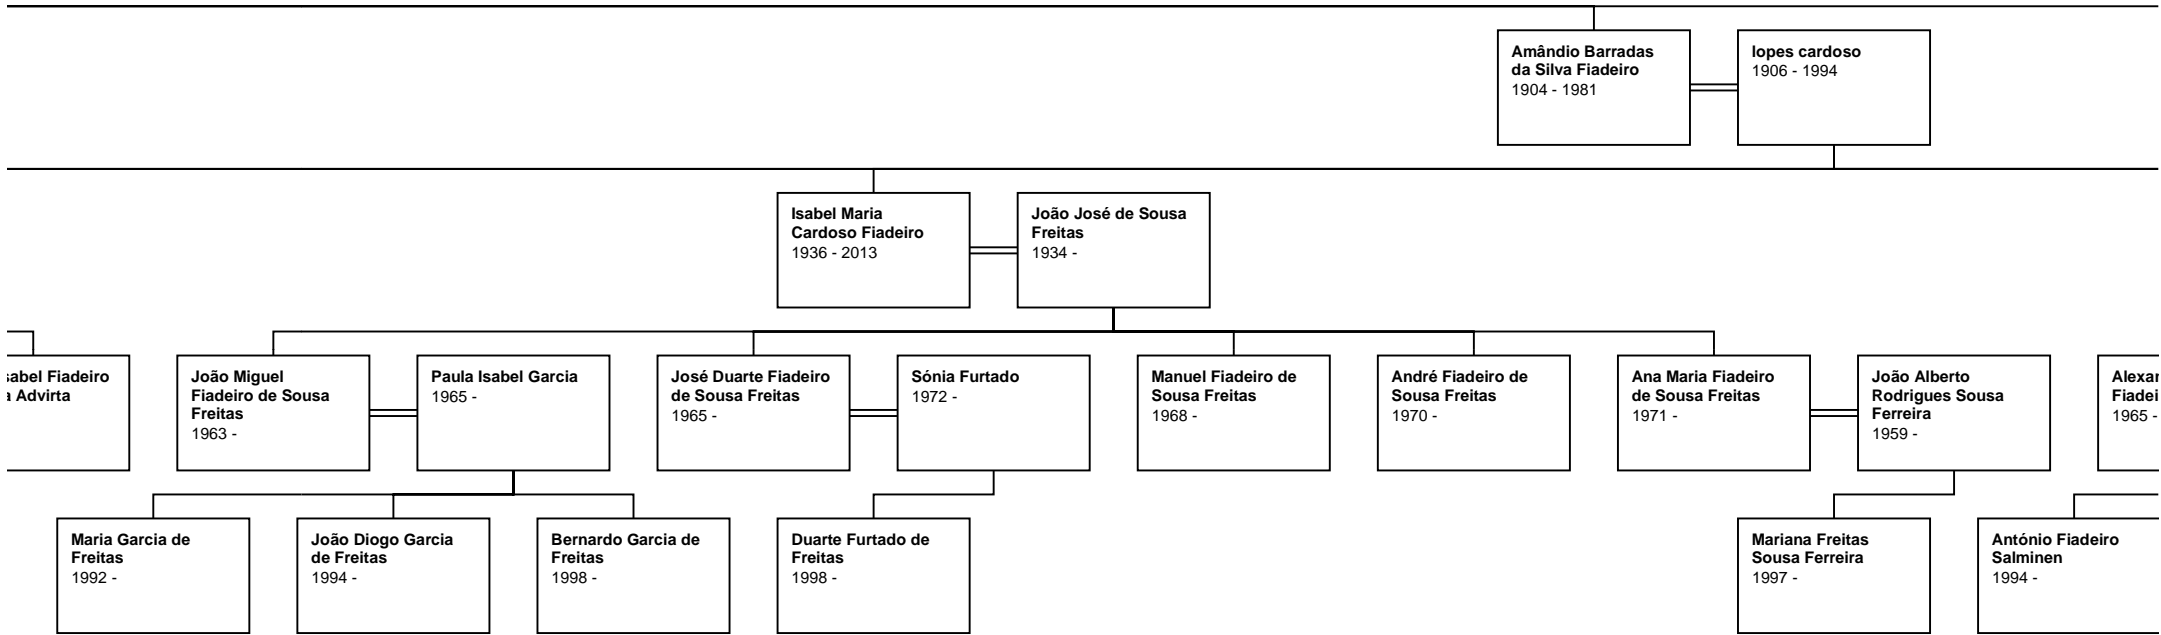 Amândio Barradas
da Silva Fiadeiro
1904 - 1981
lopes cardoso
1906 - 1994
Isabel Maria
Cardoso Fiadeiro
1936 - 2013
João José de Sousa
Freitas
1934 -
Fiadeiro
Advirta
João Miguel
Fiadeiro de Sousa
Freitas
1963 -
Paula Isabel Garcia
1965 -
José Duarte Fiadeiro
de Sousa Freitas
1965 -
Sónia Furtado
1972 -
Manuel Fiadeiro de
Sousa Freitas
1968 -
André Fiadeiro de
Sousa Freitas
1970 -
Ana Maria Fiadeiro
de Sousa Freitas
1971 -
João Alberto
Rodrigues Sousa
Ferreira
1959 -
1965 -
Maria Garcia de
Freitas
1992 -
João Diogo Garcia
de Freitas
1994 -
Bernardo Garcia de
Freitas
1998 -
Duarte Furtado de
Freitas
1998 -
Mariana Freitas
Sousa Ferreira
1997 -
António Fiadeiro
Salminen
1994 -